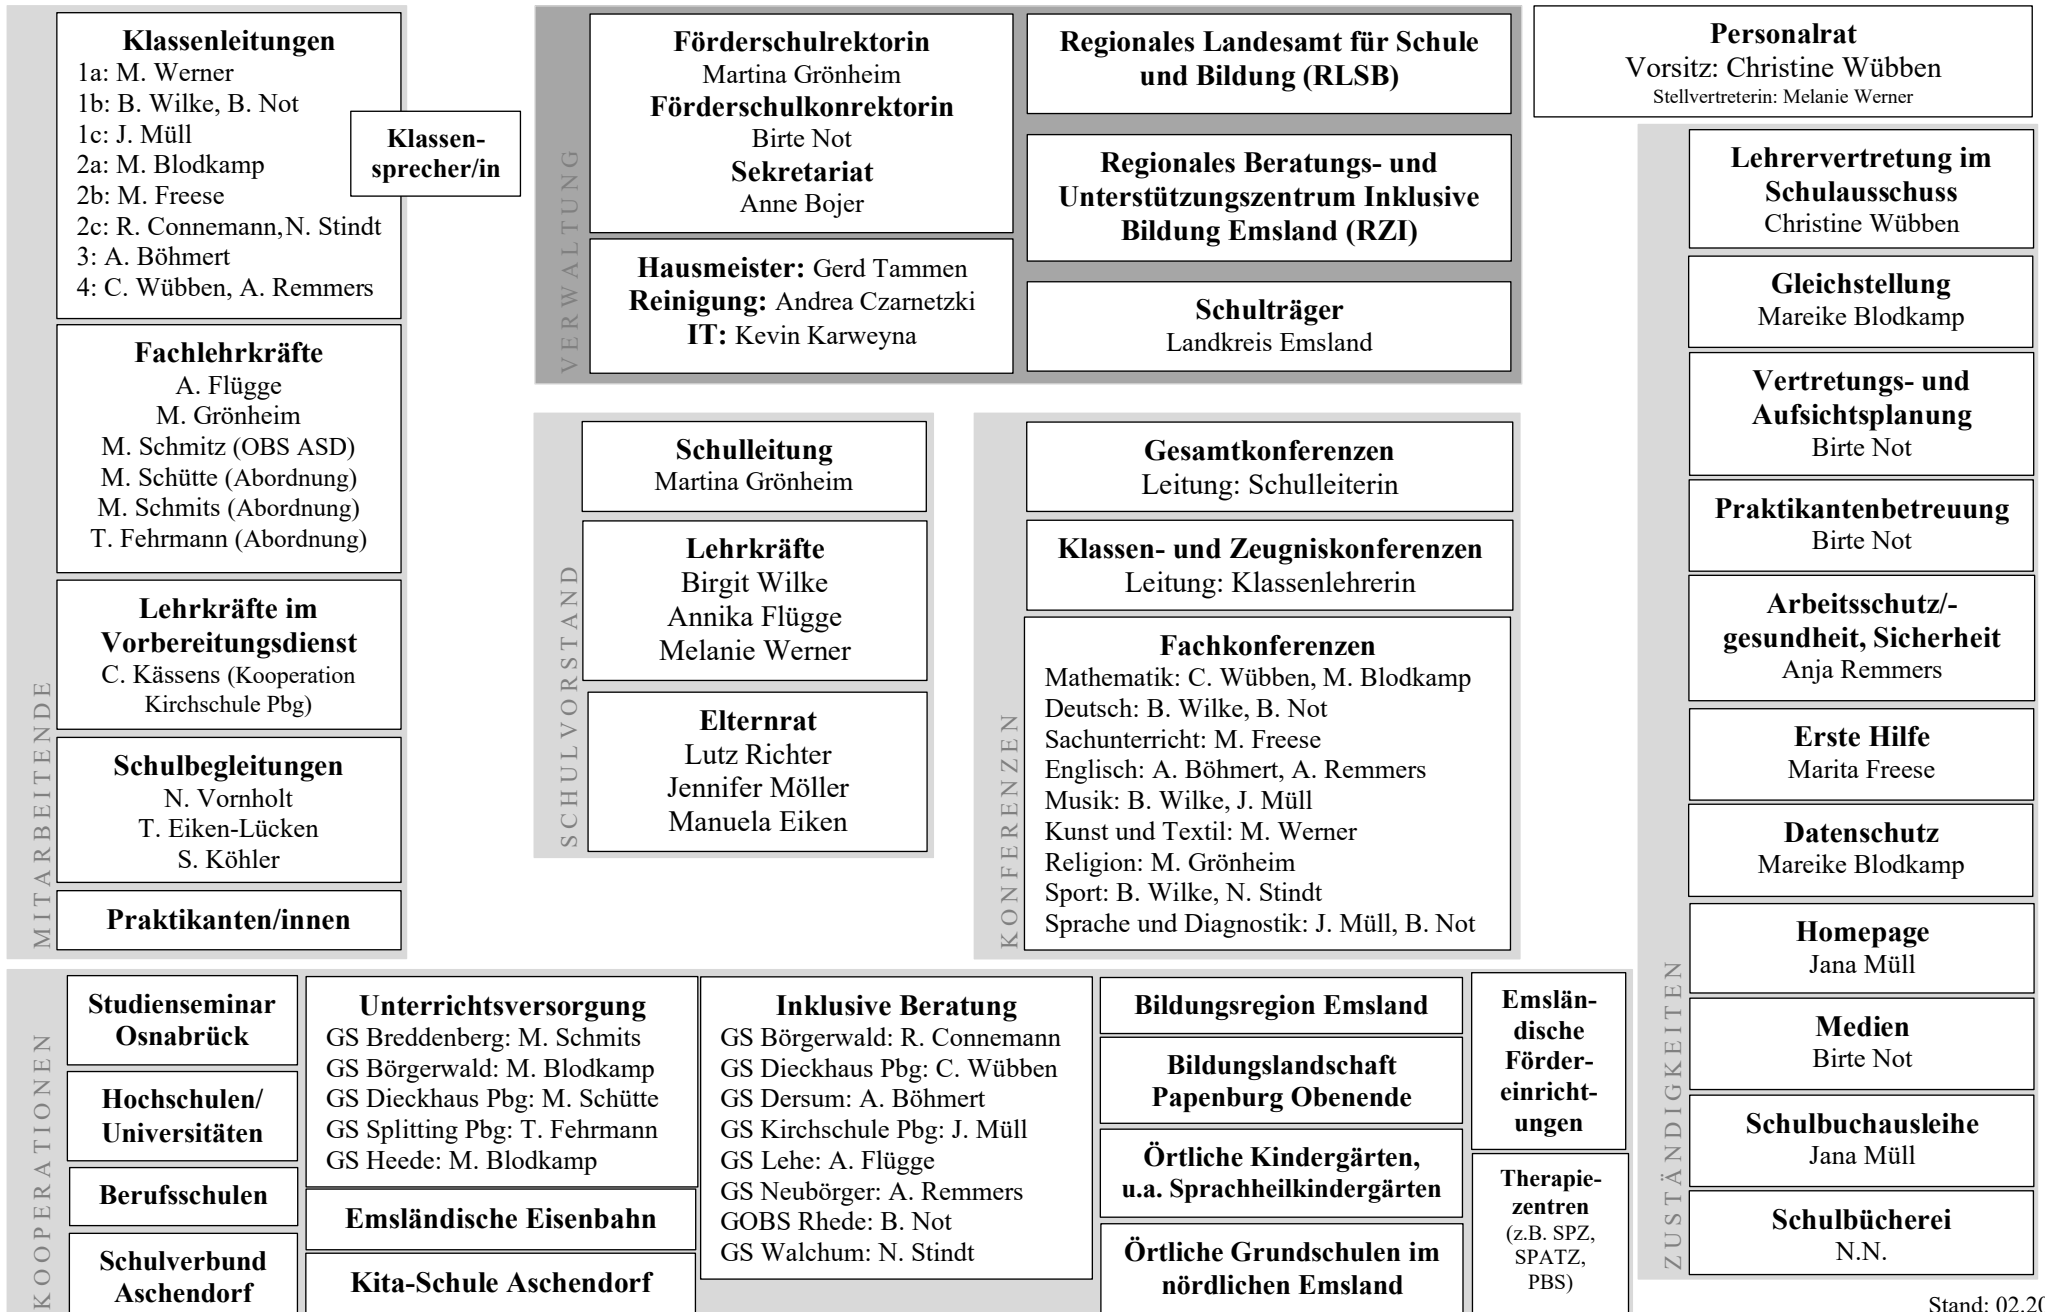 Klassenleitungen
1a: M. Werner
1b: B. Wilke, B. Not
1c: J. Müll
2a: M. Blodkamp
2b: M. Freese
2c: R. Connemann, N. Stindt
3: A. Böhmert
4: C. Wübben, A. Remmers
Klassen-
sprecher/in
Fachlehrkräfte
A. Flügge
M. Grönheim
M. Schmitz (OBS ASD)
M. Schütte (Abordnung)
M. Schmits (Abordnung)
T. Fehrmann (Abordnung)
Lehrkräfte im
Vorbereitungsdienst
C. Kässens (Kooperation
Kirchschule Pbg)
Schulbegleitungen
N. Vornholt
T. Eiken-Lücken
S. Köhler
Praktikanten/innen
MITARBEITENDE
VERWALTUNG
Förderschulrektorin
Martina Grönheim
Förderschulkonrektorin
Birte Not
Sekretariat
Anne Bojer
Hausmeister: Gerd Tammen
Reinigung: Andrea Czarnetzki
IT: Kevin Karweyna
Regionales Landesamt für Schule
und Bildung (RLSB)
Regionales Beratungs- und
Unterstützungszentrum Inklusive
Bildung Emsland (RZI)
Schulträger
Landkreis Emsland
SCHULVORSTAND
Schulleitung
Martina Grönheim
Lehrkräfte
Birgit Wilke
Annika Flügge
Melanie Werner
Elternrat
Lutz Richter
Jennifer Möller
Manuela Eiken
KONFERENZEN
Gesamtkonferenzen
Leitung: Schulleiterin
Klassen- und Zeugniskonferenzen
Leitung: Klassenlehrerin
Fachkonferenzen
Mathematik: C. Wübben, M. Blodkamp
Deutsch: B. Wilke, B. Not
Sachunterricht: M. Freese
Englisch: A. Böhmert, A. Remmers
Musik: B. Wilke, J. Müll
Kunst und Textil: M. Werner
Religion: M. Grönheim
Sport: B. Wilke, N. Stindt
Sprache und Diagnostik: J. Müll, B. Not
Personalrat
Vorsitz: Christine Wübben
Stellvertreterin: Melanie Werner
ZUSTÄNDIGKEITEN
Lehrervertretung im
Schulausschuss
Christine Wübben
Gleichstellung
Mareike Blodkamp
Vertretungs- und
Aufsichtsplanung
Birte Not
Praktikantenbetreuung
Birte Not
Arbeitsschutz/-
gesundheit, Sicherheit
Anja Remmers
Erste Hilfe
Marita Freese
Datenschutz
Mareike Blodkamp
Homepage
Jana Müll
Medien
Birte Not
Schulbuchausleihe
Jana Müll
Schulbücherei
N.N.
KOOPERATIONEN
Studienseminar
Osnabrück
Hochschulen/
Universitäten
Berufsschulen
Schulverbund
Aschendorf
Unterrichtsversorgung
GS Breddenberg: M. Schmits
GS Börgerwald: M. Blodkamp
GS Dieckhaus Pbg: M. Schütte
GS Splitting Pbg: T. Fehrmann
GS Heede: M. Blodkamp
Emsländische Eisenbahn
Kita-Schule Aschendorf
Inklusive Beratung
GS Börgerwald: R. Connemann
GS Dieckhaus Pbg: C. Wübben
GS Dersum: A. Böhmert
GS Kirchschule Pbg: J. Müll
GS Lehe: A. Flügge
GS Neubörger: A. Remmers
GOBS Rhede: B. Not
GS Walchum: N. Stindt
Bildungsregion Emsland
Bildungslandschaft
Papenburg Obenende
Örtliche Kindergärten,
u.a. Sprachheilkindergärten
Örtliche Grundschulen im
nördlichen Emsland
Emslän-
dische
Förder-
einricht-
ungen
Therapie-
zentren
(z.B. SPZ,
SPATZ,
PBS)
Stand: 02.20